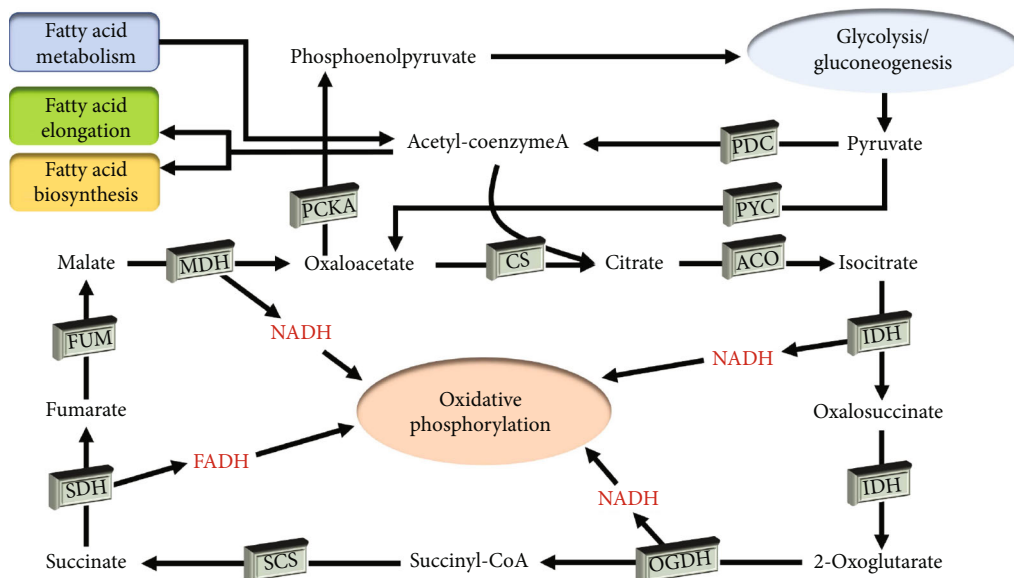 Fatty acid
metabolism
Phosphoenolpyruvate
Glycolysis/
gluconeogenesis
Fatty acid
elongation
Acetyl-coenzymeA
PDC
Pyruvate
Fatty acid
biosynthesis
PCKA
PYC
Malate
MDH
Oxaloacetate
CS
Citrate
ACO
Isocitrate
FUM
NADH
NADH
IDH
Oxidative
phosphorylation
Fumarate
Oxalosuccinate
SDH
FADH
NADH
IDH
Succinate
SCS
Succinyl-CoA
OGDH
2-Oxoglutarate